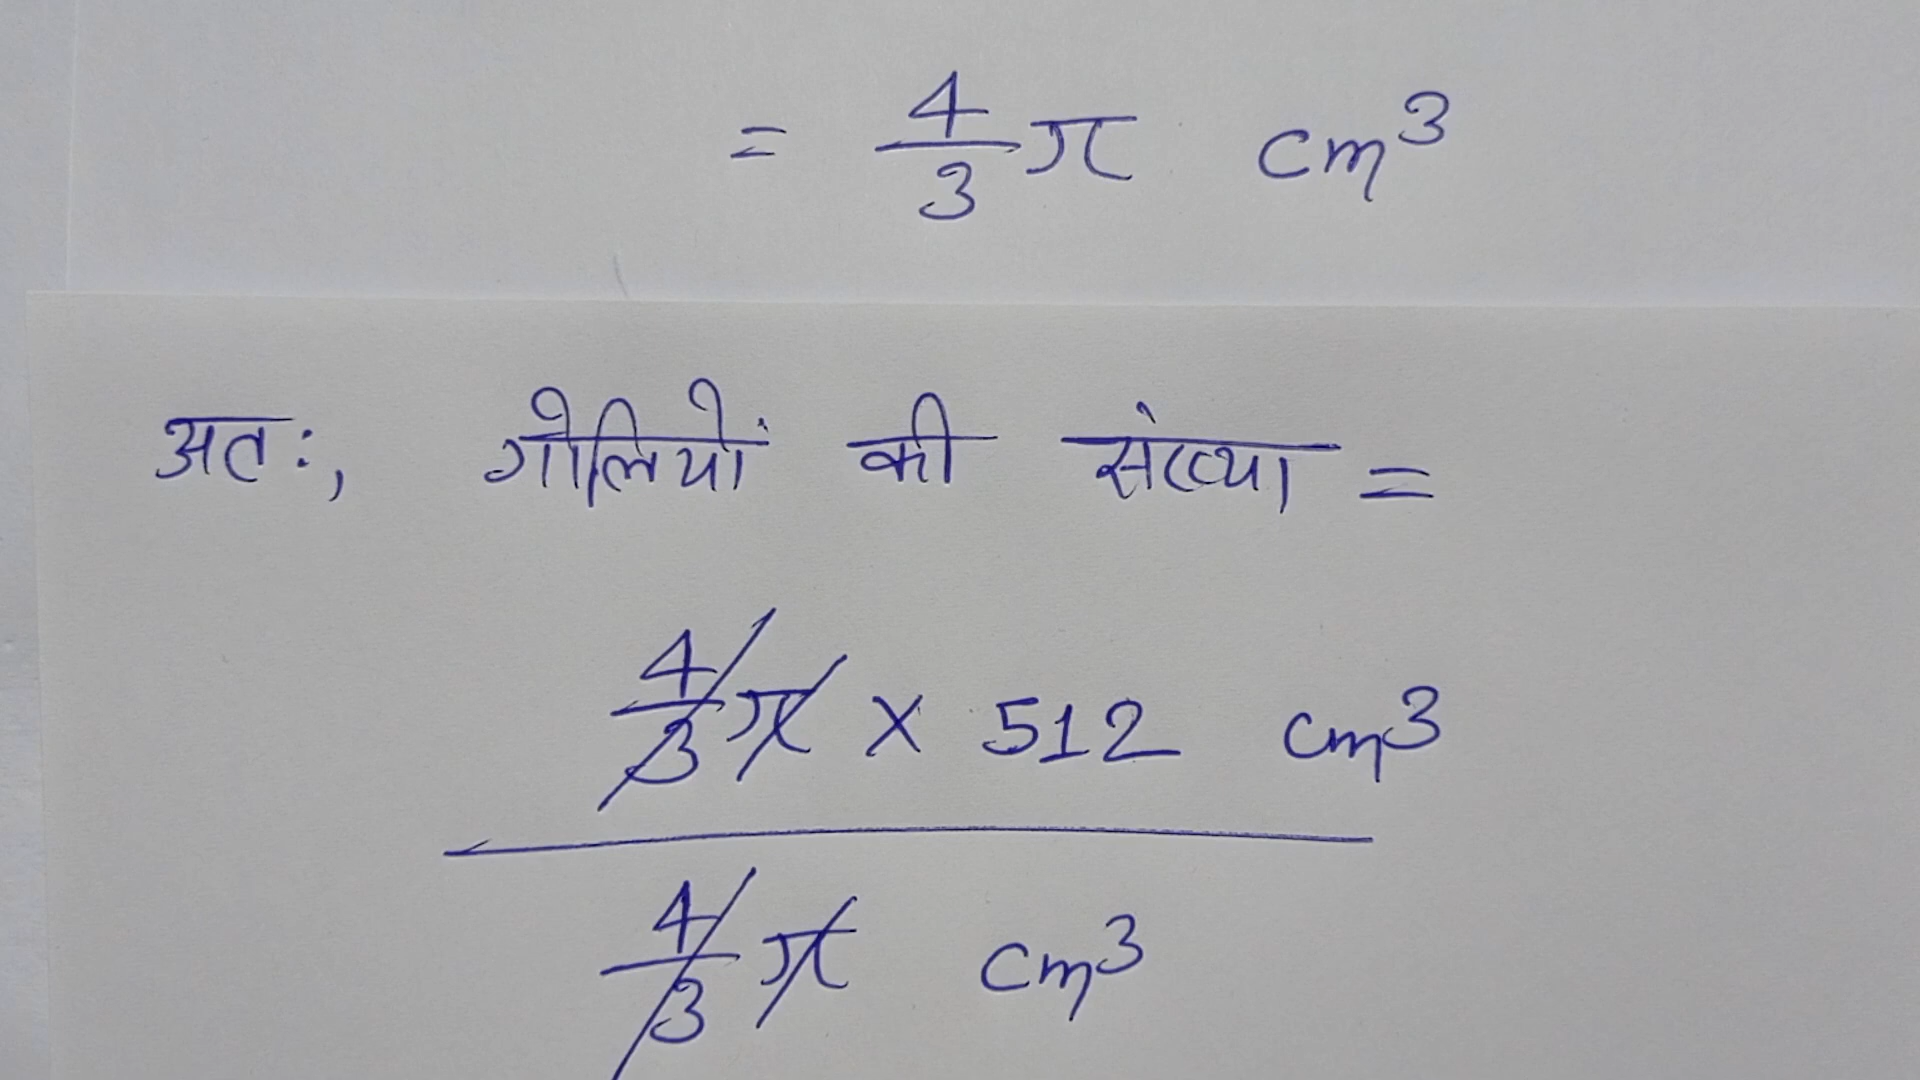 = 4/3 π cm³
अतः, गोलियों की संख्या =
4/3 π × 512 cm³
4/3 π cm³